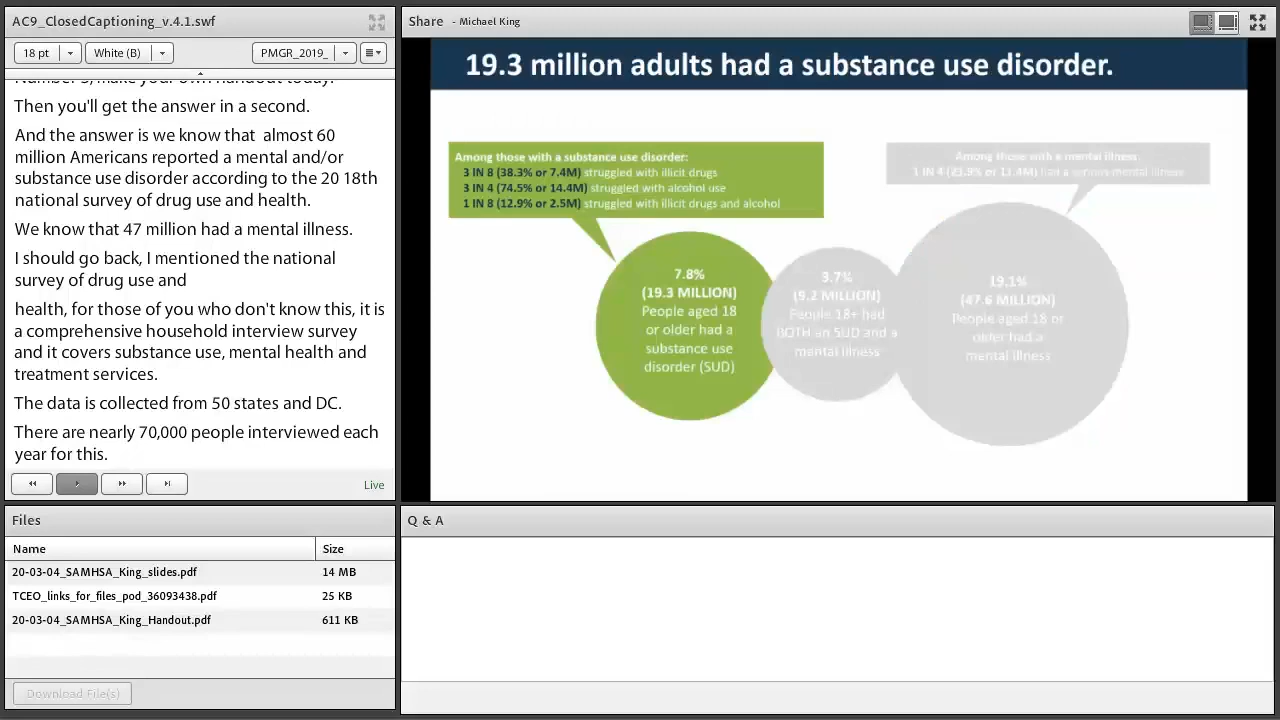 AC9_ClosedCaptioning_v.4.1.swf
18 pt
White (B)
PMGR_2019_
Then you'll get the answer in a second.
And the answer is we know that almost 60
million Americans reported a mental and/or
substance use disorder according to the 20 18th
national survey of drug use and health.
We know that 47 million had a mental illness.
I should go back, I mentioned the national
survey of drug use and
health, for those of you who don't know this, it is
a comprehensive household interview survey
and it covers substance use, mental health and
treatment services.
The data is collected from 50 states and DC.
There are nearly 70,000 people interviewed each
year for this.
Live
Share - Michael King
19.3 million adults had a substance use disorder.
Among those with a substance use disorder:
3 IN 8 (38.3% or 7.4M) struggled with illicit drugs
3 IN 4 (74.5% or 14.4M) struggled with alcohol use
1 IN 8 (12.9% or 2.5M) struggled with illicit drugs and alcohol
Among those with a mental illness:
1 IN 4 (23.9% or 11.4M) had a serious mental illness
7.8%
(19.3 MILLION)
People aged 18
or older had a
substance use
disorder (SUD)
3.7%
(9.2 MILLION)
People 18+ had
BOTH an SUD and a
mental illness
19.1%
(47.6 MILLION)
People aged 18 or
older had a
mental illness
Files
Name Size
20-03-04_SAMHSA_King_slides.pdf 14 MB
TCEO_links_for_files_pod_36093438.pdf 25 KB
20-03-04_SAMHSA_King_Handout.pdf 611 KB
Download File(s)
Q & A